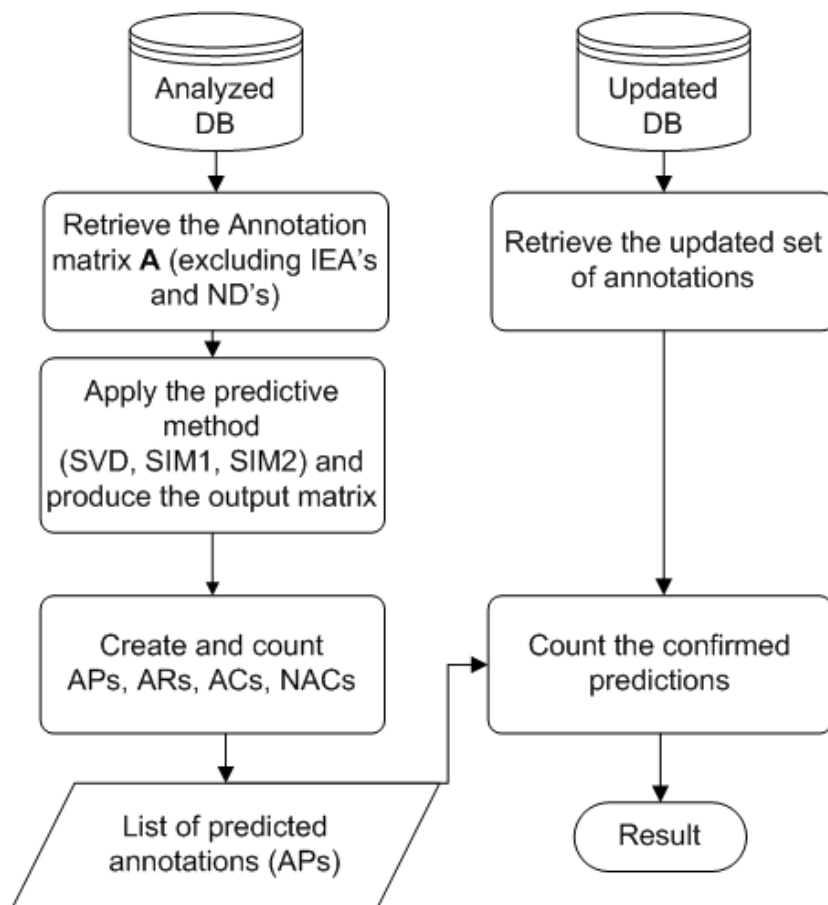 Analyzed
DB
Retrieve the Annotation
matrix A (excluding IEA's
and ND's)
Apply the predictive
method
(SVD, SIM1, SIM2) and
produce the output matrix
Create and count
APs, ARs, ACs, NACs
List of predicted
annotations (APs)
Updated
DB
Retrieve the updated set
of annotations
Count the confirmed
predictions
Result